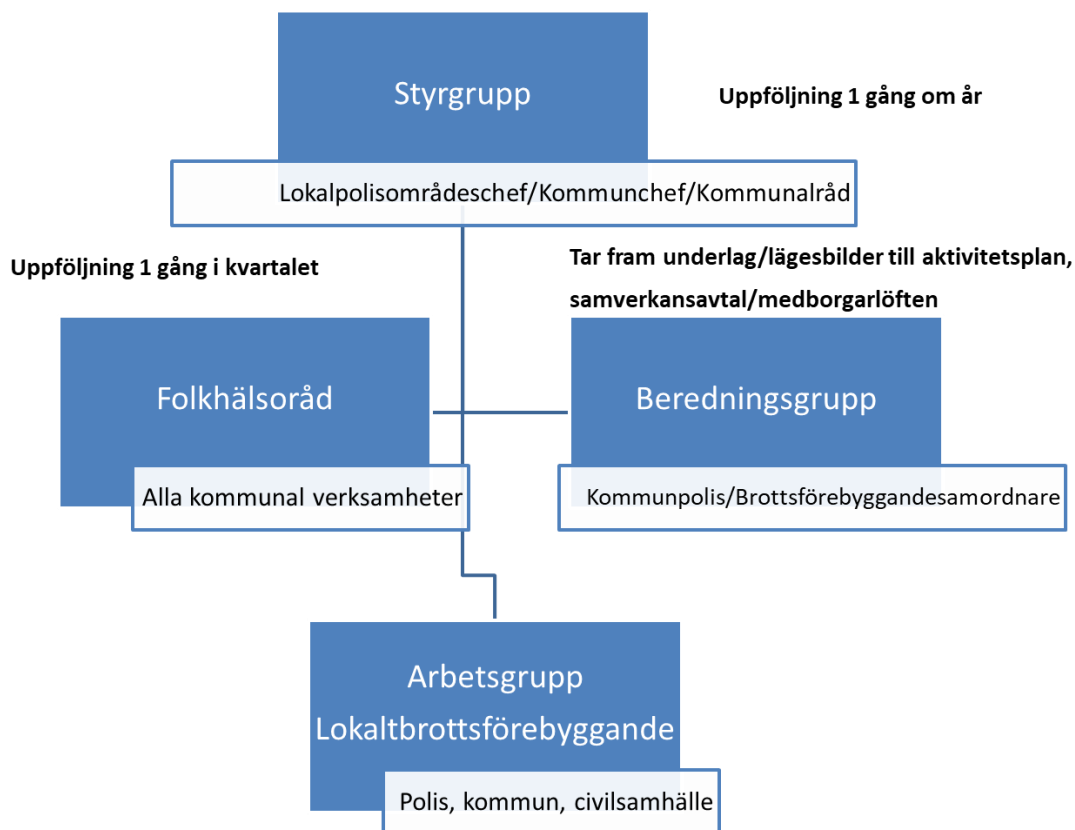 Styrgrupp
Uppföljning 1 gång om år
Lokalpolisområdeschef/Kommunchef/Kommunalråd
Uppföljning 1 gång i kvartalet
Tar fram underlag/lägesbilder till aktivitetsplan,
samverkansavtal/medborgarlöften
Folkhälsoråd
Alla kommunal verksamheter
Beredningsgrupp
Kommunpolis/Brottsförebyggandesamordnare
Arbetsgrupp
Lokaltbrottsförebyggande
Polis, kommun, civilsamhälle